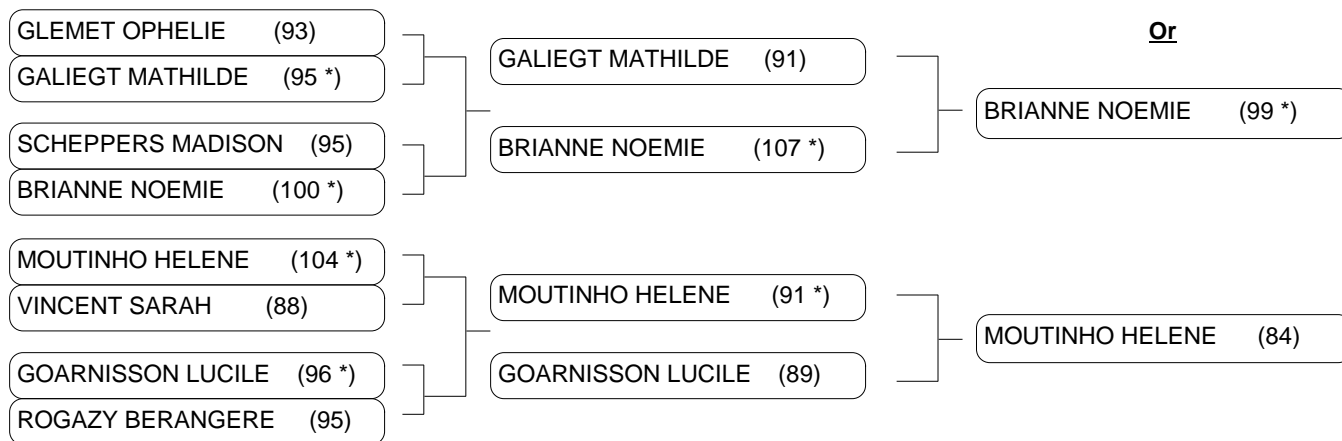 GLEMET OPHELIE (93)
GALIEGT MATHILDE (95 *)
SCHEPPERS MADISON (95)
BRIANNE NOEMIE (100 *)
MOUTINHO HELENE (104 *)
VINCENT SARAH (88)
GOARNISSON LUCILE (96 *)
ROGAZY BERANGERE (95)
GALIEGT MATHILDE (91)
BRIANNE NOEMIE (107 *)
MOUTINHO HELENE (91 *)
GOARNISSON LUCILE (89)
Or
BRIANNE NOEMIE (99 *)
MOUTINHO HELENE (84)